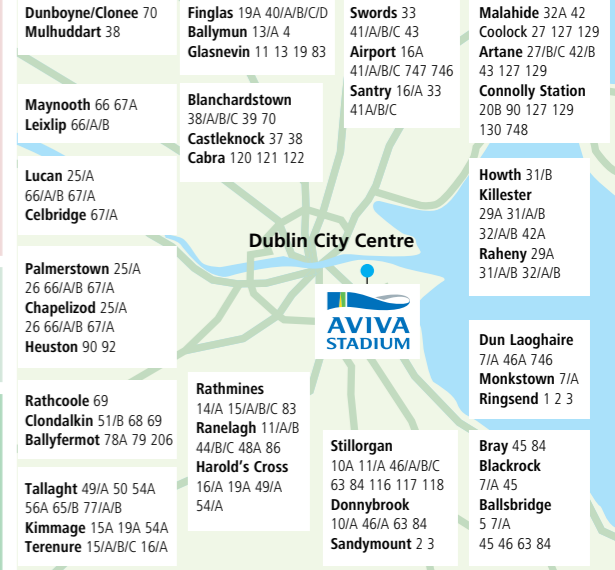 Dunboyne/Clonee 70
Mulhuddart 38
Finglas 19A 40/A/B/C/D
Ballymun 13/A 4
Glasnevin 11 13 19 83
Swords 33
41/A/B/C 43
Airport 16A
41/A/B/C 747 746
Santry 16/A 33
41A/B/C
Malahide 32A 42
Coolock 27 127 129
Artane 27/B/C 42/B
43 127 129
Connolly Station
20B 90 127 129
130 748
Maynooth 66 67A
Leixlip 66/A/B
Blanchardstown
38/A/B/C 39 70
Castleknock 37 38
Cabra 120 121 122
Lucan 25/A
66/A/B 67/A
Celbridge 67/A
Howth 31/B
Killester
29A 31/A/B
32/A/B 42A
Raheny 29A
31/A/B 32/A/B
Dublin City Centre
Palmerstown 25/A
26 66/A/B 67/A
Chapelizod 25/A
26 66/A/B 67/A
Heuston 90 92
AVIVA
STADIUM
Dun Laoghaire
7/A 46A 746
Monkstown 7/A
Ringsend 1 2 3
Rathcoole 69
Clondalkin 51/B 68 69
Ballyfermot 78A 79 206
Rathmines
14/A 15/A/B/C 83
Ranelagh 11/A/B
44/B/C 48A 86
Harold's Cross
16/A 19A 49/A
54/A
Stillorgan
10A 11/A 46/A/B/C
63 84 116 117 118
Donnybrook
10/A 46/A 63 84
Sandymount 2 3
Bray 45 84
Blackrock
7/A 45
Ballsbridge
5 7/A
45 46 63 84
Tallaght 49/A 50 54A
56A 65/B 77/A/B
Kimmage 15A 19A 54A
Terenure 15/A/B/C 16/A